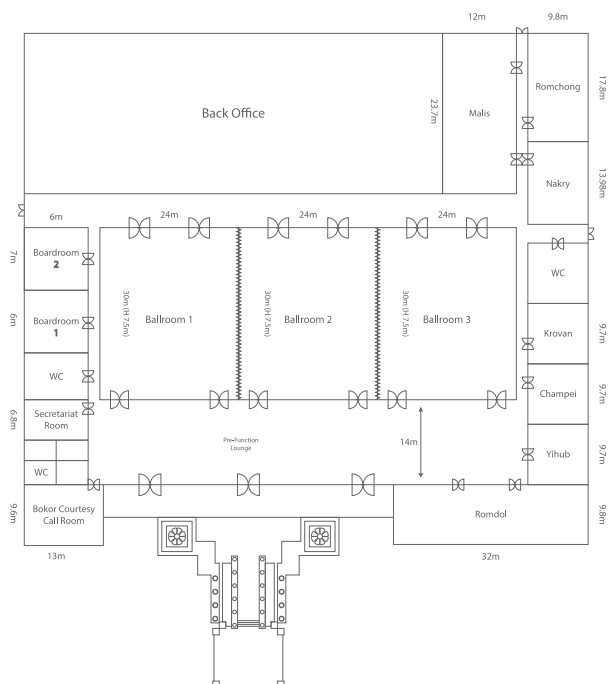 12m
9.8m
Back Office
23.7m
Malis
Romchong
17.8m
Nakry
13.98m
6m
24m
24m
24m
7m
Boardroom
2
30m (H 7.5m)
Ballroom 1
30m (H 7.5m)
Ballroom 2
30m (H 7.5m)
Ballroom 3
WC
6m
Boardroom
1
Krovan
9.7m
WC
Champei
9.7m
6.8m
Secretariat
Room
Pre-Function
Lounge
14m
Yihub
9.7m
WC
9.6m
Bokor Courtesy
Call Room
Romdol
9.8m
13m
32m